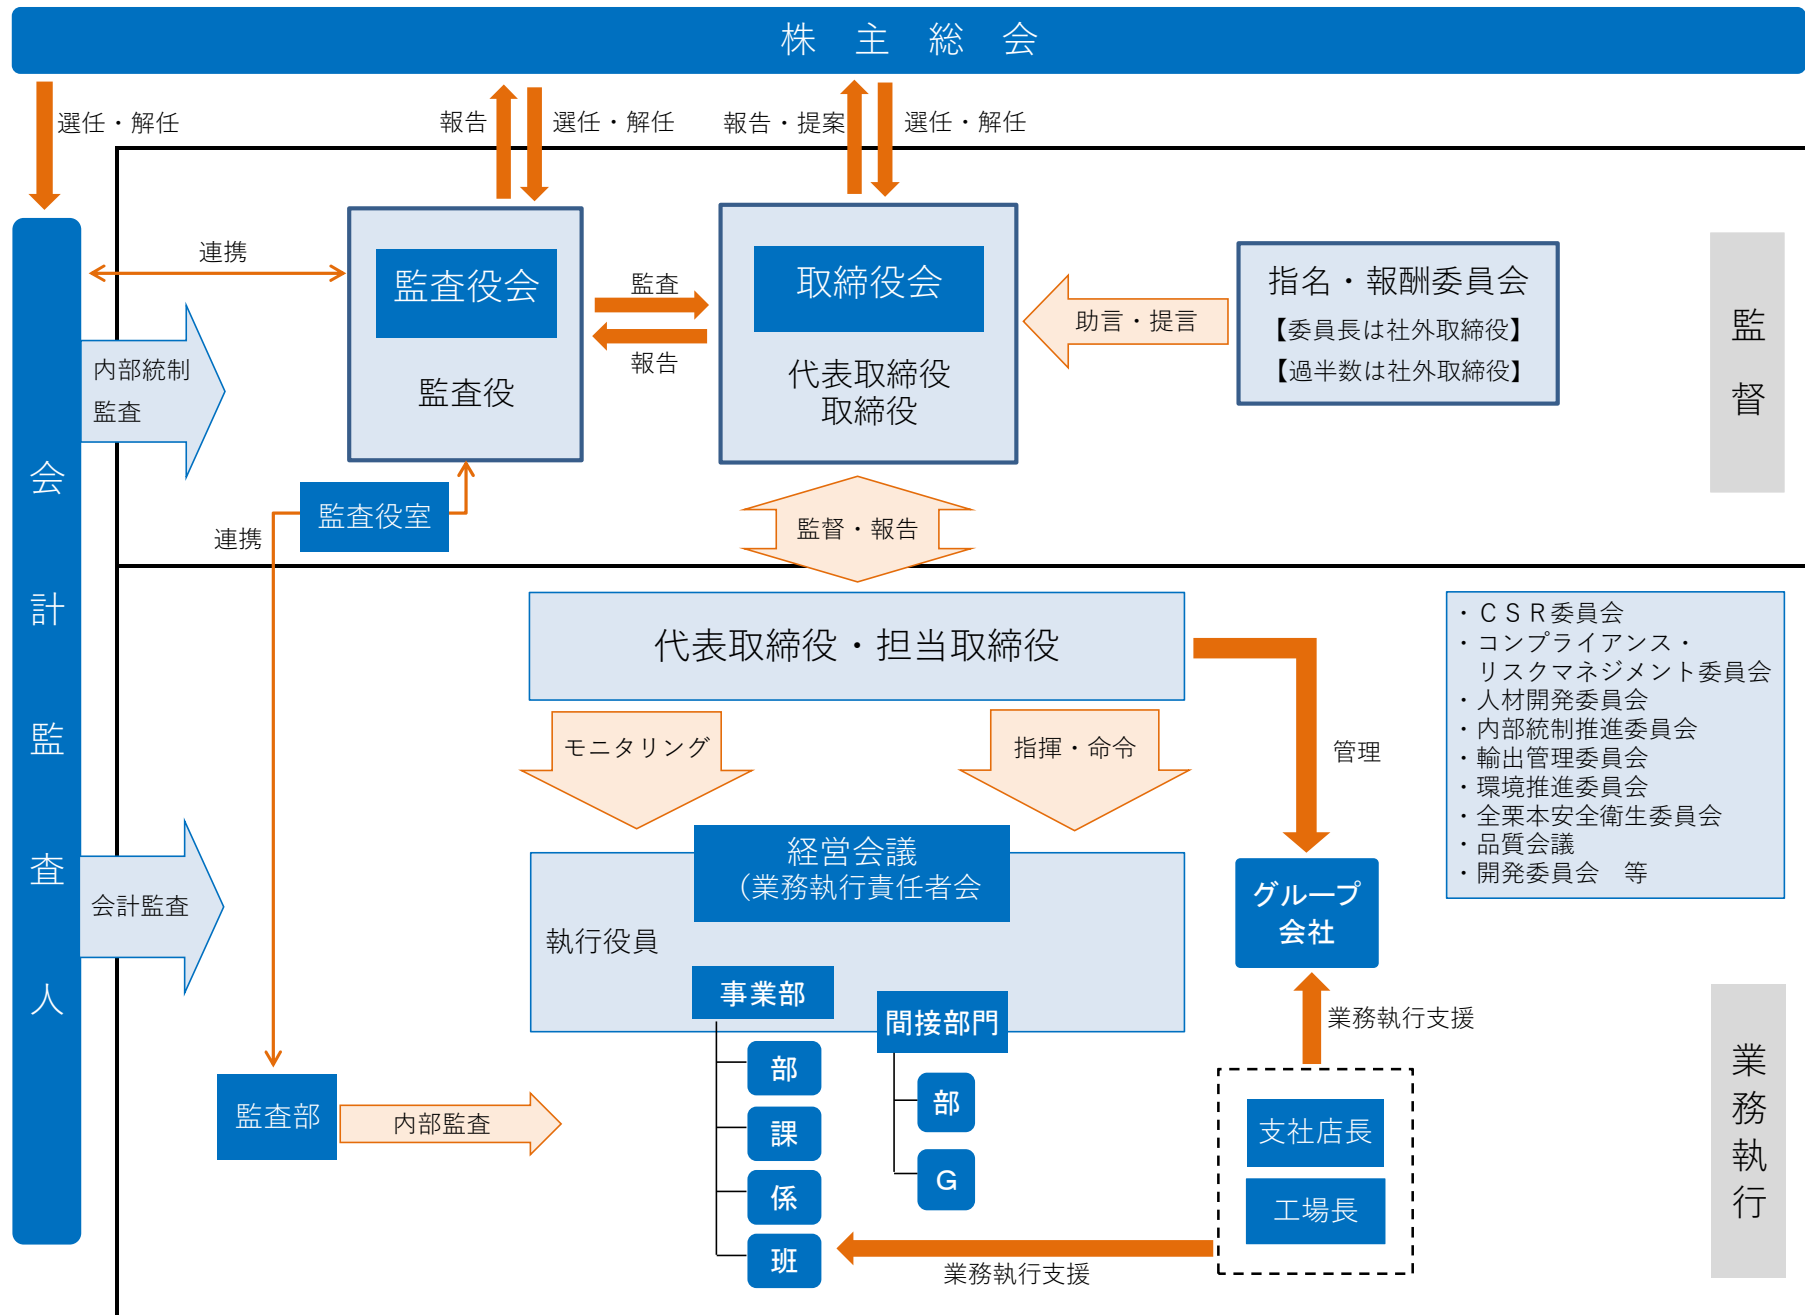 株 主 総 会
選任・解任
報告
選任・解任
報告・提案
選任・解任
会計監査人
連携
内部統制
監査
監査役会
監査役
監査
報告
取締役会
代表取締役
取締役
助言・提言
指名・報酬委員会
【委員長は社外取締役】
【過半数は社外取締役】
監督
監査役室
連携
監督・報告
代表取締役・担当取締役
モニタリング
指揮・命令
管理
・ＣＳＲ委員会
・コンプライアンス・
リスクマネジメント委員会
・人材開発委員会
・内部統制推進委員会
・輸出管理委員会
・環境推進委員会
・全栗本安全衛生委員会
・品質会議
・開発委員会　等
会計監査
経営会議
（業務執行責任者会
執行役員
グループ
会社
事業部
間接部門
部
課
係
班
部
G
業務執行支援
支社店長
工場長
業務執行支援
監査部
内部監査
業務執行